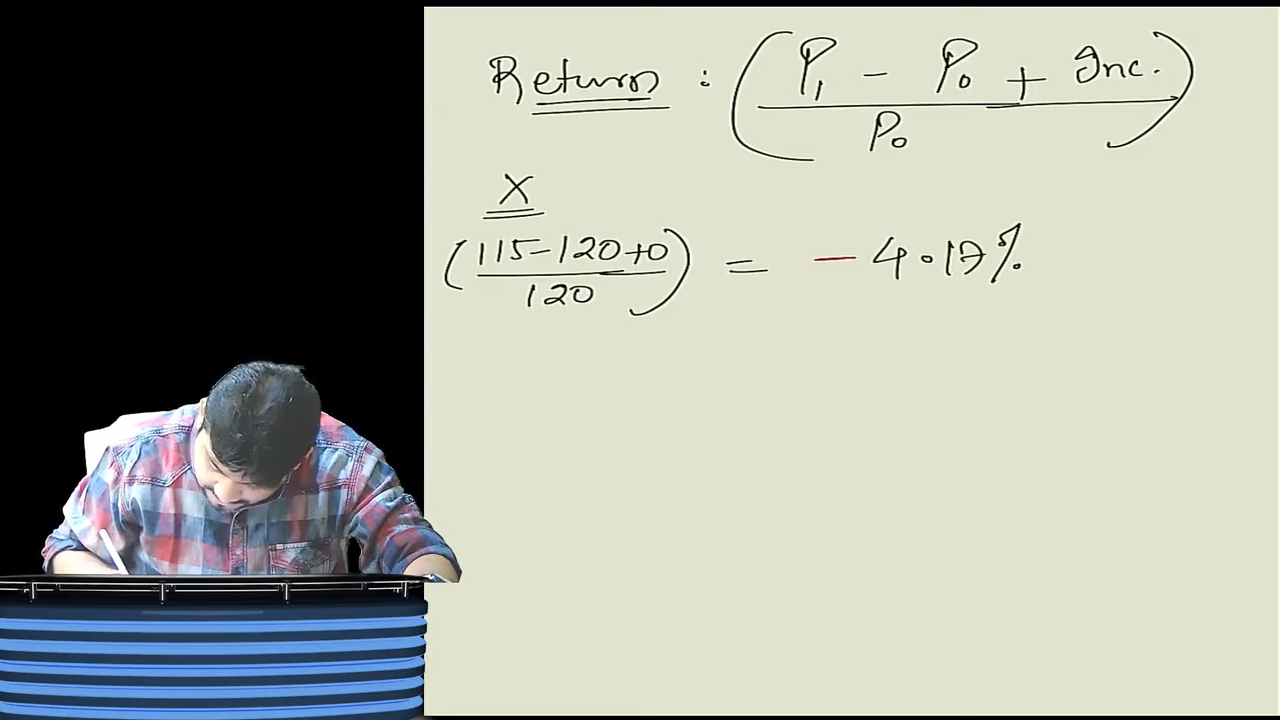 Return : (P₁ - P₀ + Inc. / P₀)
X
(115-120+0 / 120) = - 4.17%